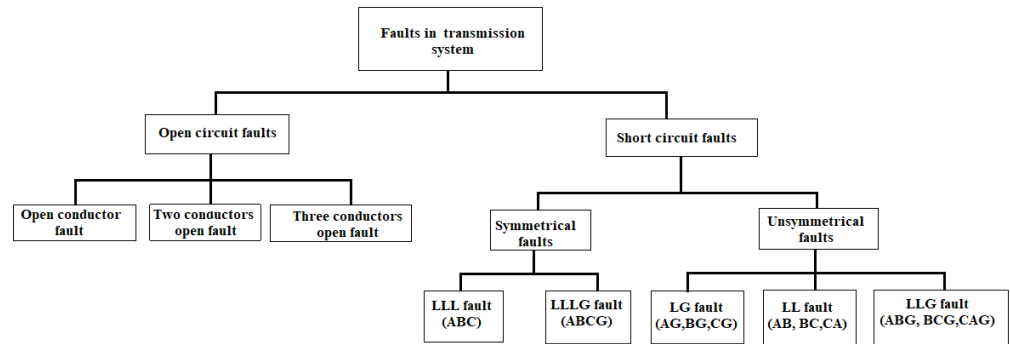 Faults in transmission
system
Open circuit faults
Short circuit faults
Open conductor
fault
Two conductors
open fault
Three conductors
open fault
Symmetrical
faults
Unsymmetrical
faults
LLL fault
(ABC)
LLLG fault
(ABCG)
LG fault
(AG,BG,CG)
LL fault
(AB, BC,CA)
LLG fault
(ABG, BCG,CAG)